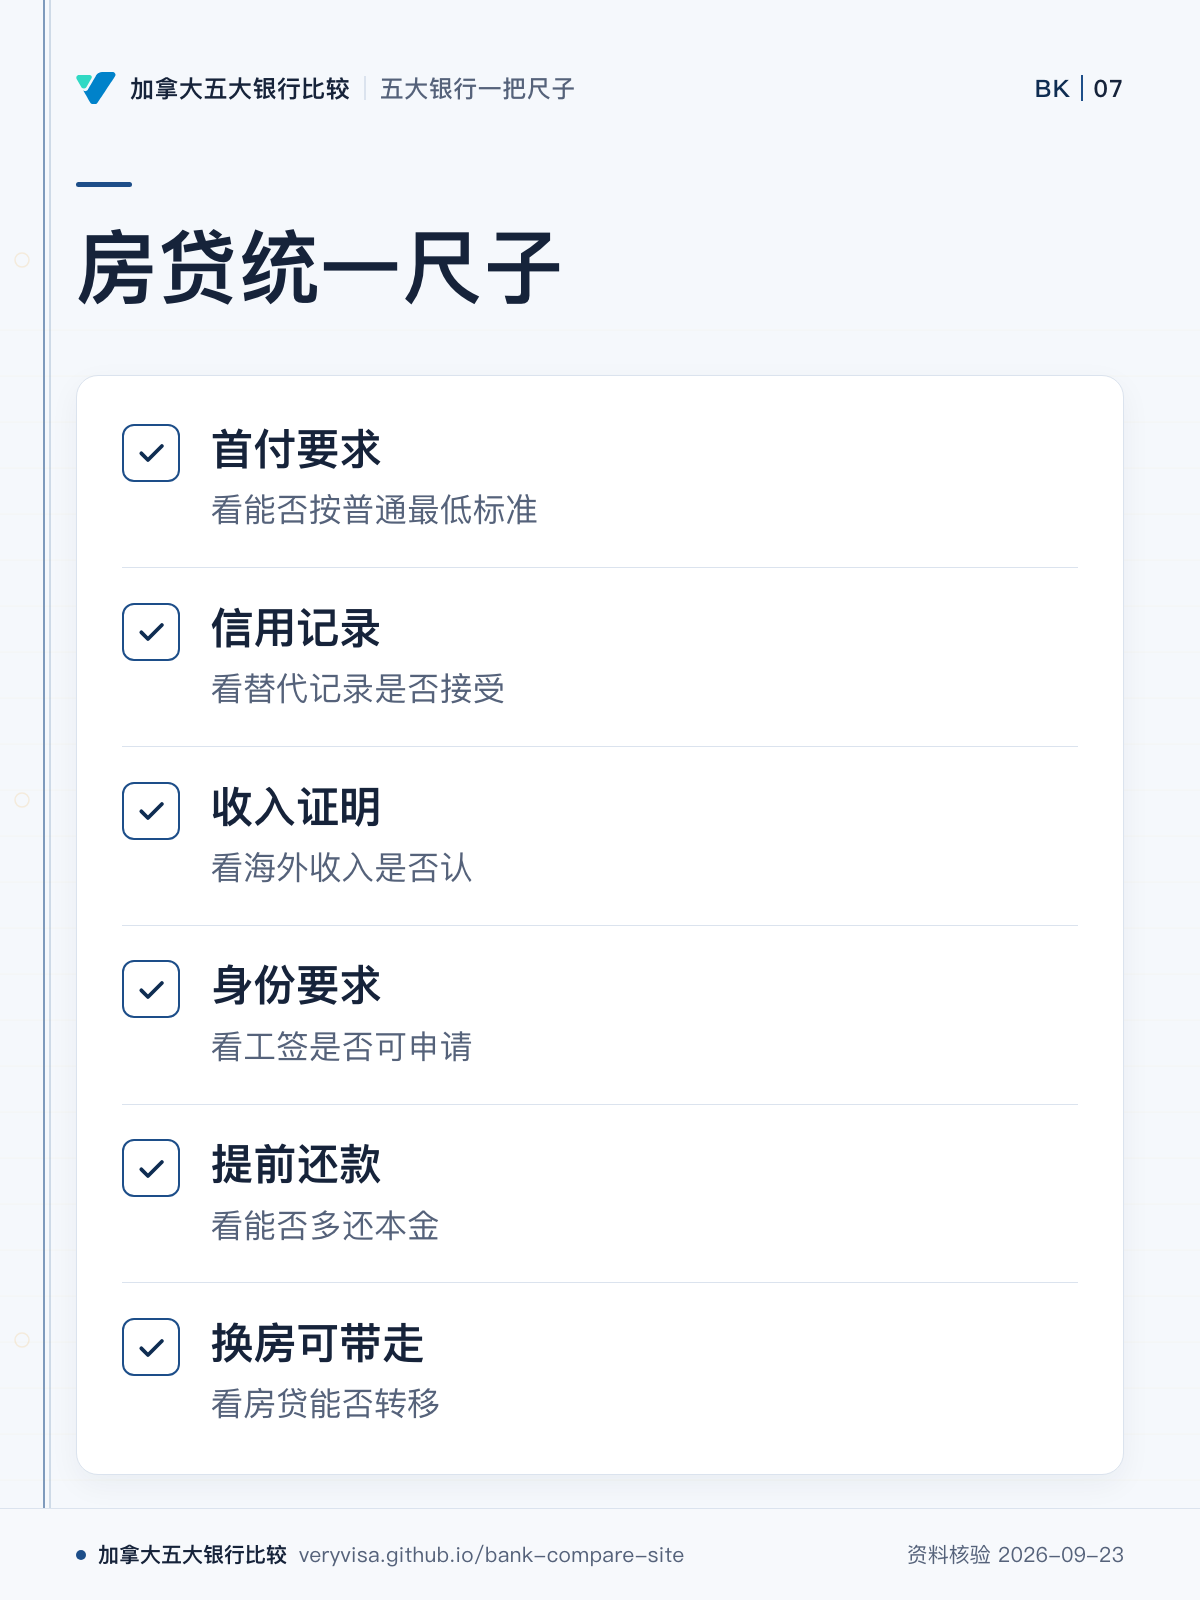 加拿大五大银行比较 五大银行一把尺子 BK 07
房贷统一尺子
首付要求
看能否按普通最低标准
信用记录
看替代记录是否接受
收入证明
看海外收入是否认
身份要求
看工签是否可申请
提前还款
看能否多还本金
换房可带走
看房贷能否转移
加拿大五大银行比较 veryvisa.github.io/bank-compare-site 资料核验 2026-09-23